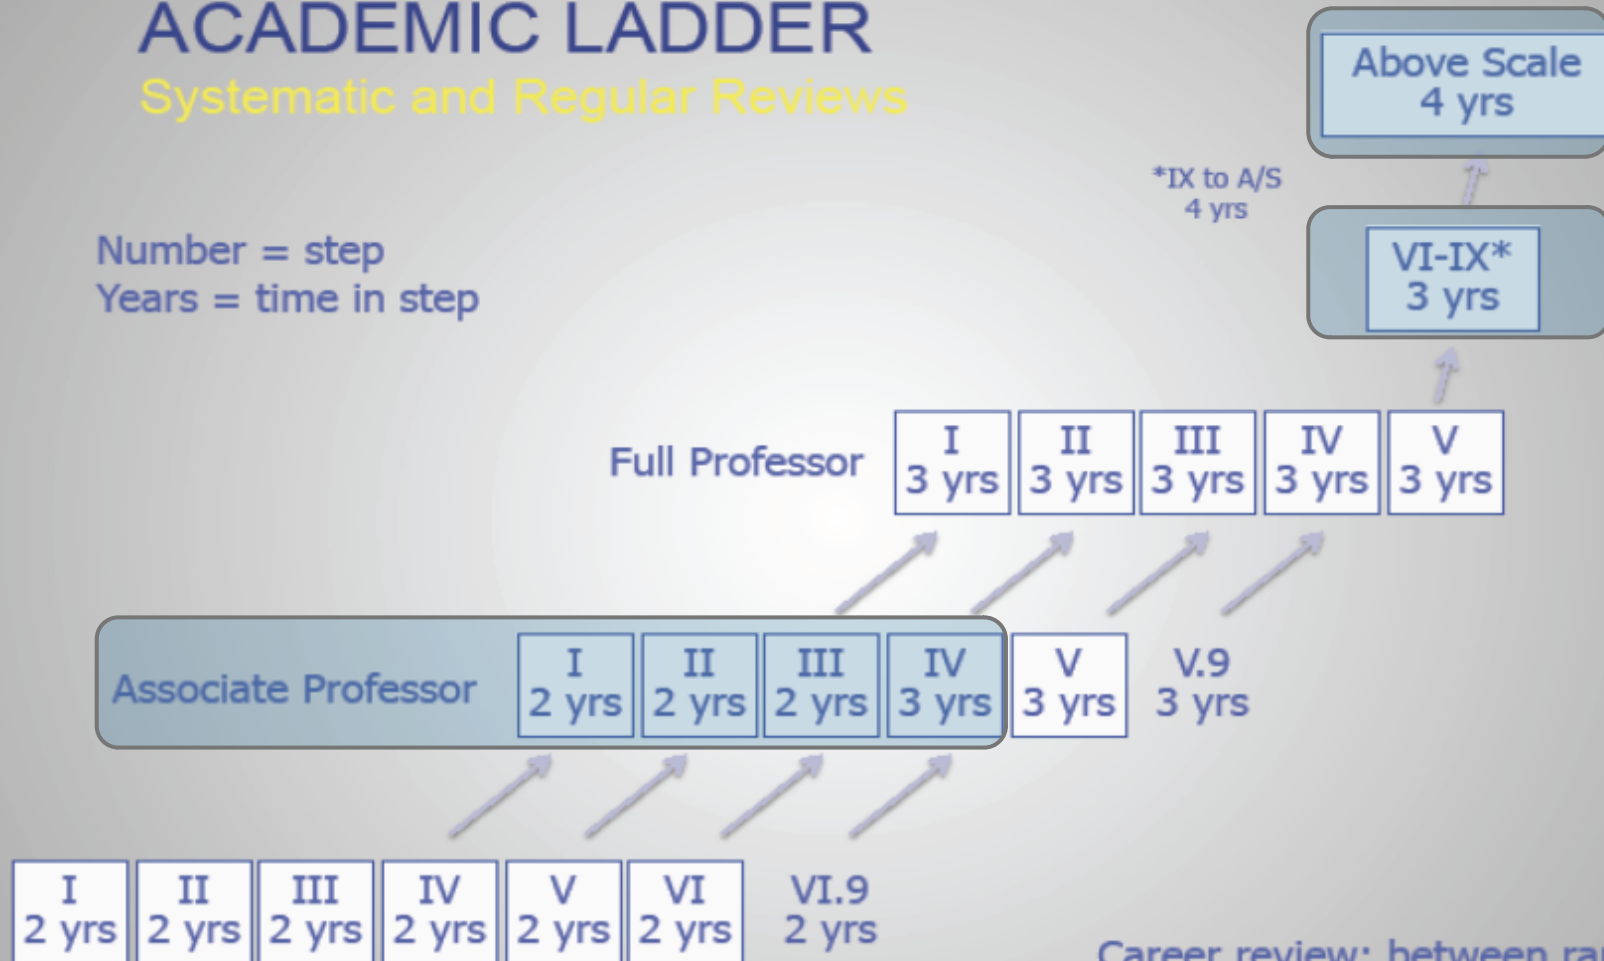 ACADEMIC LADDER
Systematic and Regular Reviews
Above Scale
4 yrs
*IX to A/S
4 yrs
Number = step
Years = time in step
VI-IX*
3 yrs
Full Professor
I
3 yrs
II
3 yrs
III
3 yrs
IV
3 yrs
V
3 yrs
Associate Professor
I
2 yrs
II
2 yrs
III
2 yrs
IV
3 yrs
V
3 yrs
V.9
3 yrs
I
2 yrs
II
2 yrs
III
2 yrs
IV
2 yrs
V
2 yrs
VI
2 yrs
VI.9
2 yrs
Career review: between